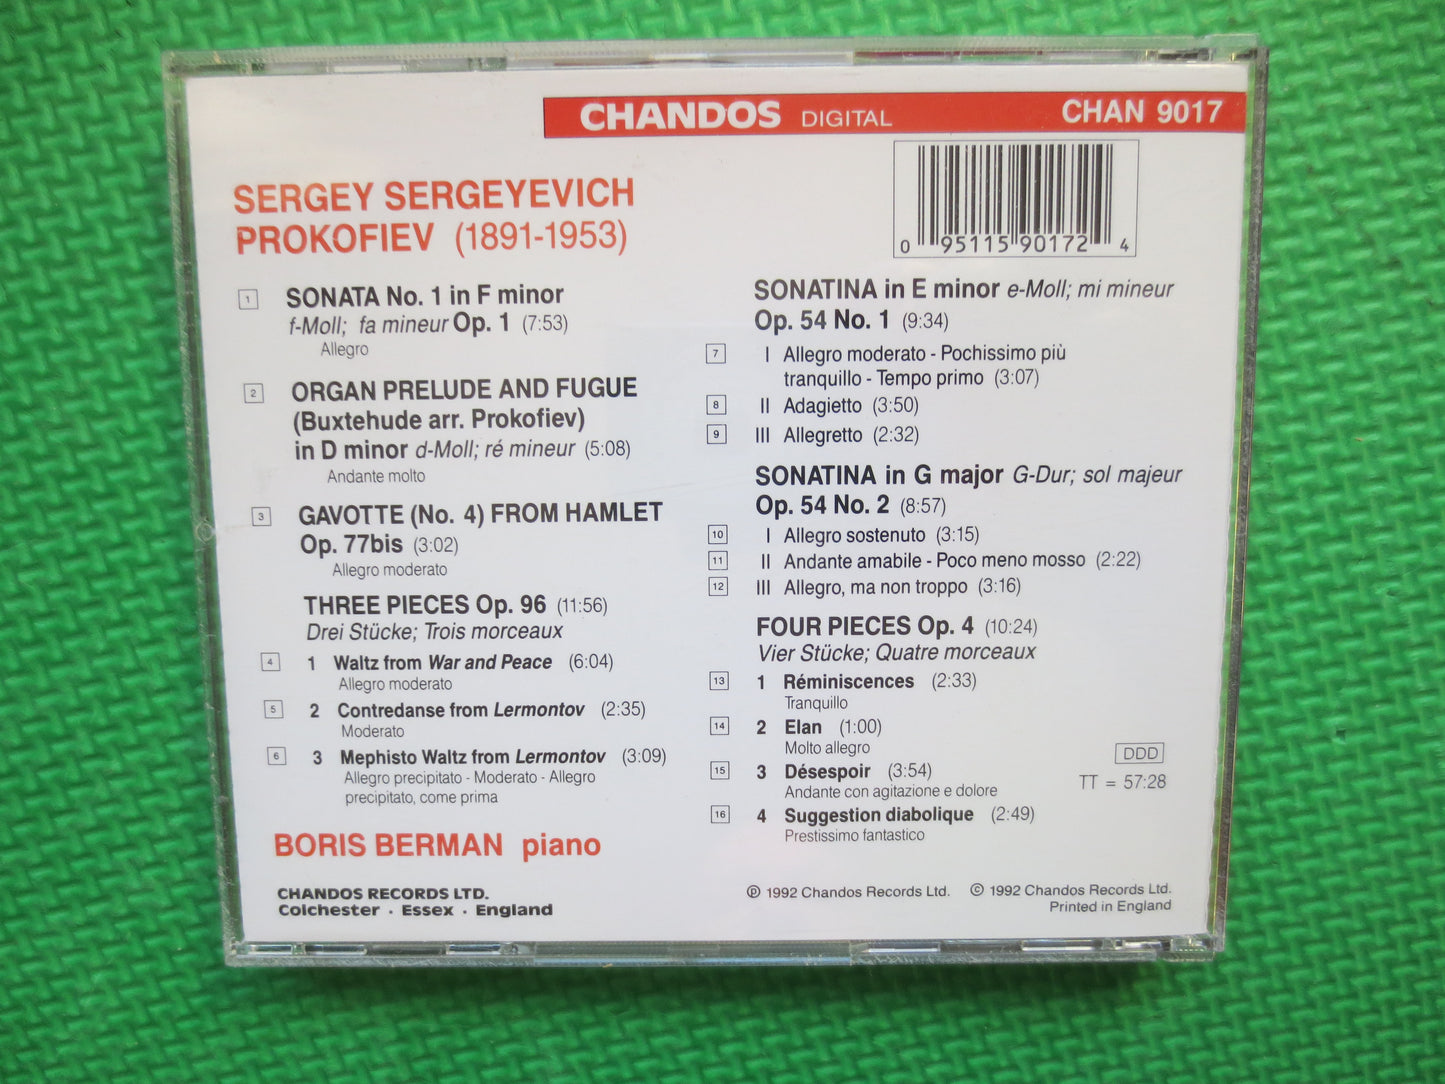 CHANDOS DIGITAL CHAN 9017
0 95115 90172 4
SERGEY SERGEYEVICH
PROKOFIEV (1891-1953)
1 SONATA No. 1 in F minor
f-Moll; fa mineur Op. 1 (7:53)
Allegro
2 ORGAN PRELUDE AND FUGUE
(Buxtehude arr. Prokofiev)
in D minor d-Moll; ré mineur (5:08)
Andante molto
3 GAVOTTE (No. 4) FROM HAMLET
Op. 77bis (3:02)
Allegro moderato
THREE PIECES Op. 96 (11:56)
Drei Stücke; Trois morceaux
4 1 Waltz from War and Peace (6:04)
Allegro moderato
5 2 Contredanse from Lermontov (2:35)
Moderato
6 3 Mephisto Waltz from Lermontov (3:09)
Allegro precipitato - Moderato - Allegro
precipitato, come prima
SONATINA in E minor e-Moll; mi mineur
Op. 54 No. 1 (9:34)
7 I Allegro moderato - Pochissimo più
tranquillo - Tempo primo (3:07)
8 II Adagietto (3:50)
9 III Allegretto (2:32)
SONATINA in G major G-Dur; sol majeur
Op. 54 No. 2 (8:57)
10 I Allegro sostenuto (3:15)
11 II Andante amabile - Poco meno mosso (2:22)
12 III Allegro, ma non troppo (3:16)
FOUR PIECES Op. 4 (10:24)
Vier Stücke; Quatre morceaux
13 1 Réminiscences (2:33)
Tranquillo
14 2 Elan (1:00)
Molto allegro
15 3 Désespoir (3:54)
Andante con agitazione e dolore
16 4 Suggestion diabolique (2:49)
Prestissimo fantastico
DDD
TT = 57:28
BORIS BERMAN piano
CHANDOS RECORDS LTD.
Colchester · Essex · England
℗ 1992 Chandos Records Ltd. © 1992 Chandos Records Ltd.
Printed in England